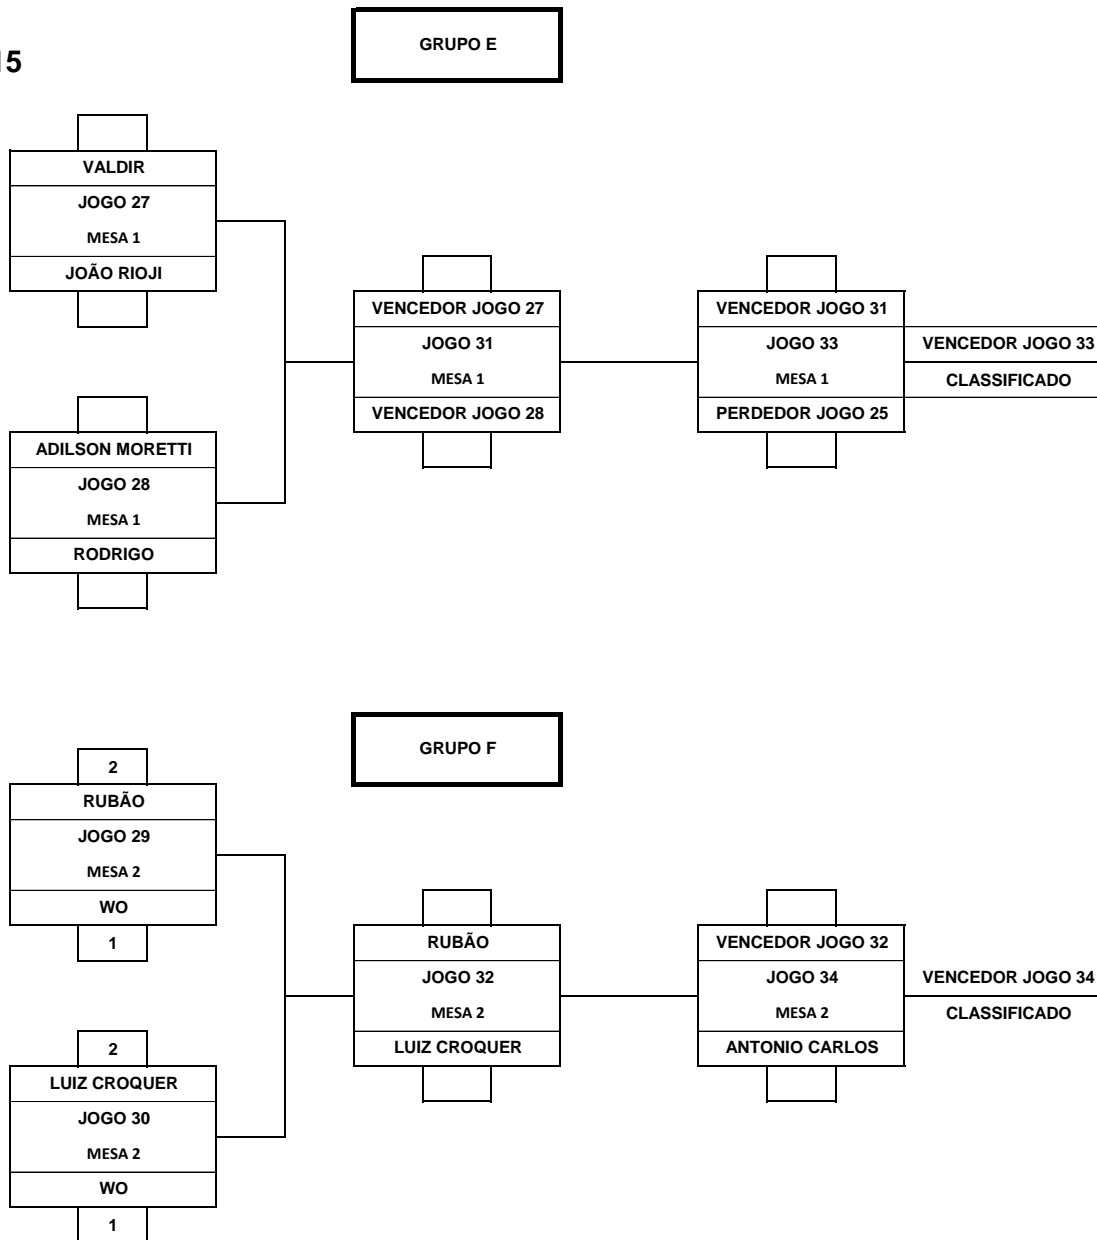 GRUPO E
15
VALDIR
JOGO 27
MESA 1
JOÃO RIOJI
VENCEDOR JOGO 27
JOGO 31
MESA 1
VENCEDOR JOGO 28
VENCEDOR JOGO 31
JOGO 33
MESA 1
PERDEDOR JOGO 25
VENCEDOR JOGO 33
CLASSIFICADO
ADILSON MORETTI
JOGO 28
MESA 1
RODRIGO
GRUPO F
2
RUBÃO
JOGO 29
MESA 2
WO
1
RUBÃO
JOGO 32
MESA 2
LUIZ CROQUER
VENCEDOR JOGO 32
JOGO 34
MESA 2
ANTONIO CARLOS
VENCEDOR JOGO 34
CLASSIFICADO
2
LUIZ CROQUER
JOGO 30
MESA 2
WO
1